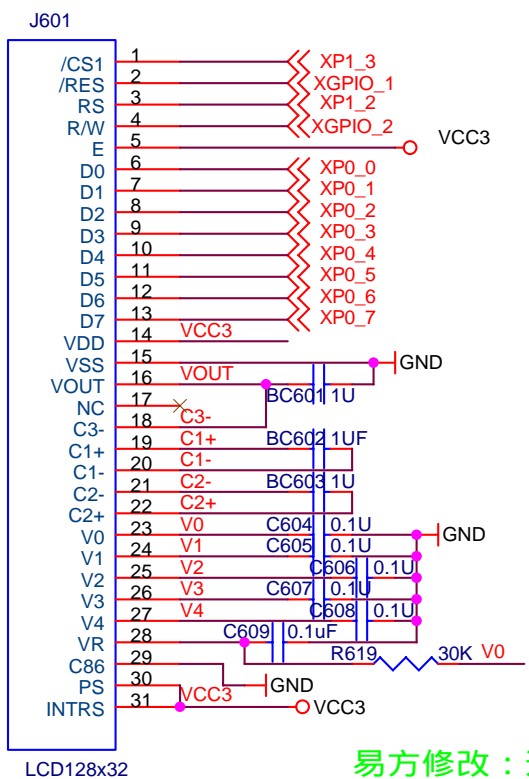 J601
/CS1 1 XP1_3
/RES 2 XGPIO_1
RS 3 XP1_2
R/W 4 XGPIO_2
E 5 VCC3
D0 6 XP0_0
D1 7 XP0_1
D2 8 XP0_2
D3 9 XP0_3
D4 10 XP0_4
D5 11 XP0_5
D6 12 XP0_6
D7 13 XP0_7
VDD 14 VCC3
VSS 15 GND
VOUT 16 VOUT
BC601 1U
NC 17
C3- 18 C3-
C1+ 19 C1+ BC602 1UF
C1- 20 C1-
C2- 21 C2- BC603 1U
C2+ 22 C2+
V0 23 V0 C604 0.1U GND
V1 24 V1 C605 0.1U
V2 25 V2 C606 0.1U
V3 26 V3 C607 0.1U
V4 27 V4 C608 0.1U
VR 28 C609 0.1uF
R619 30K V0
C86 29 GND
PS 30 VCC3
INTRS 31 VCC3
LCD128x32
易方修改：